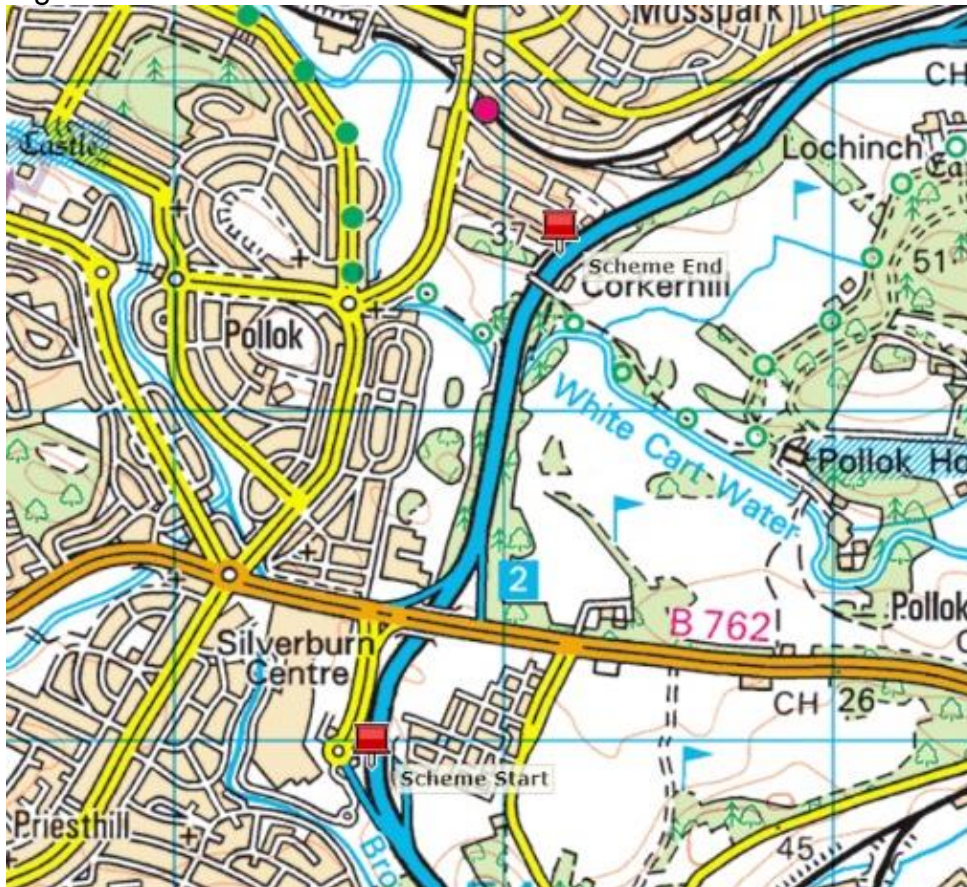 Mosspark
CH
Castle
Lochinch
37
Scheme End
Corkerhill
51
Pollok
White Cart Water
Pollok Ho
2
Pollok
B 762
Silverburn
Centre
CH
26
Scheme Start
Priesthill
Bro
45